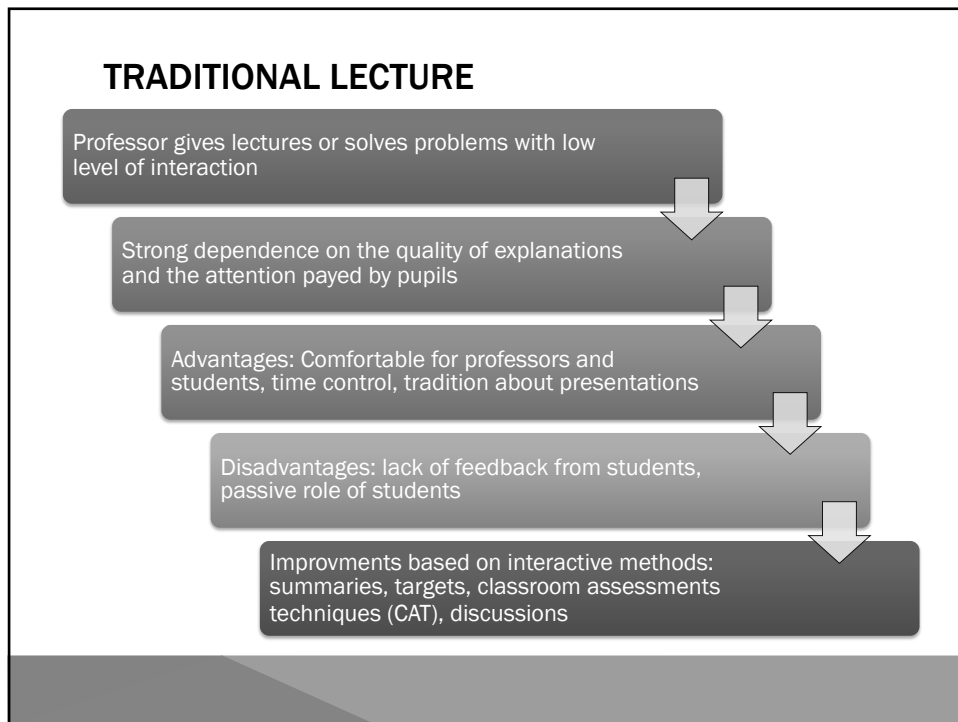 TRADITIONAL LECTURE
Professor gives lectures or solves problems with low
level of interaction
Strong dependence on the quality of explanations
and the attention payed by pupils
Advantages: Comfortable for professors and
students, time control, tradition about presentations
Disadvantages: lack of feedback from students,
passive role of students
Improvments based on interactive methods:
summaries, targets, classroom assessments
techniques (CAT), discussions